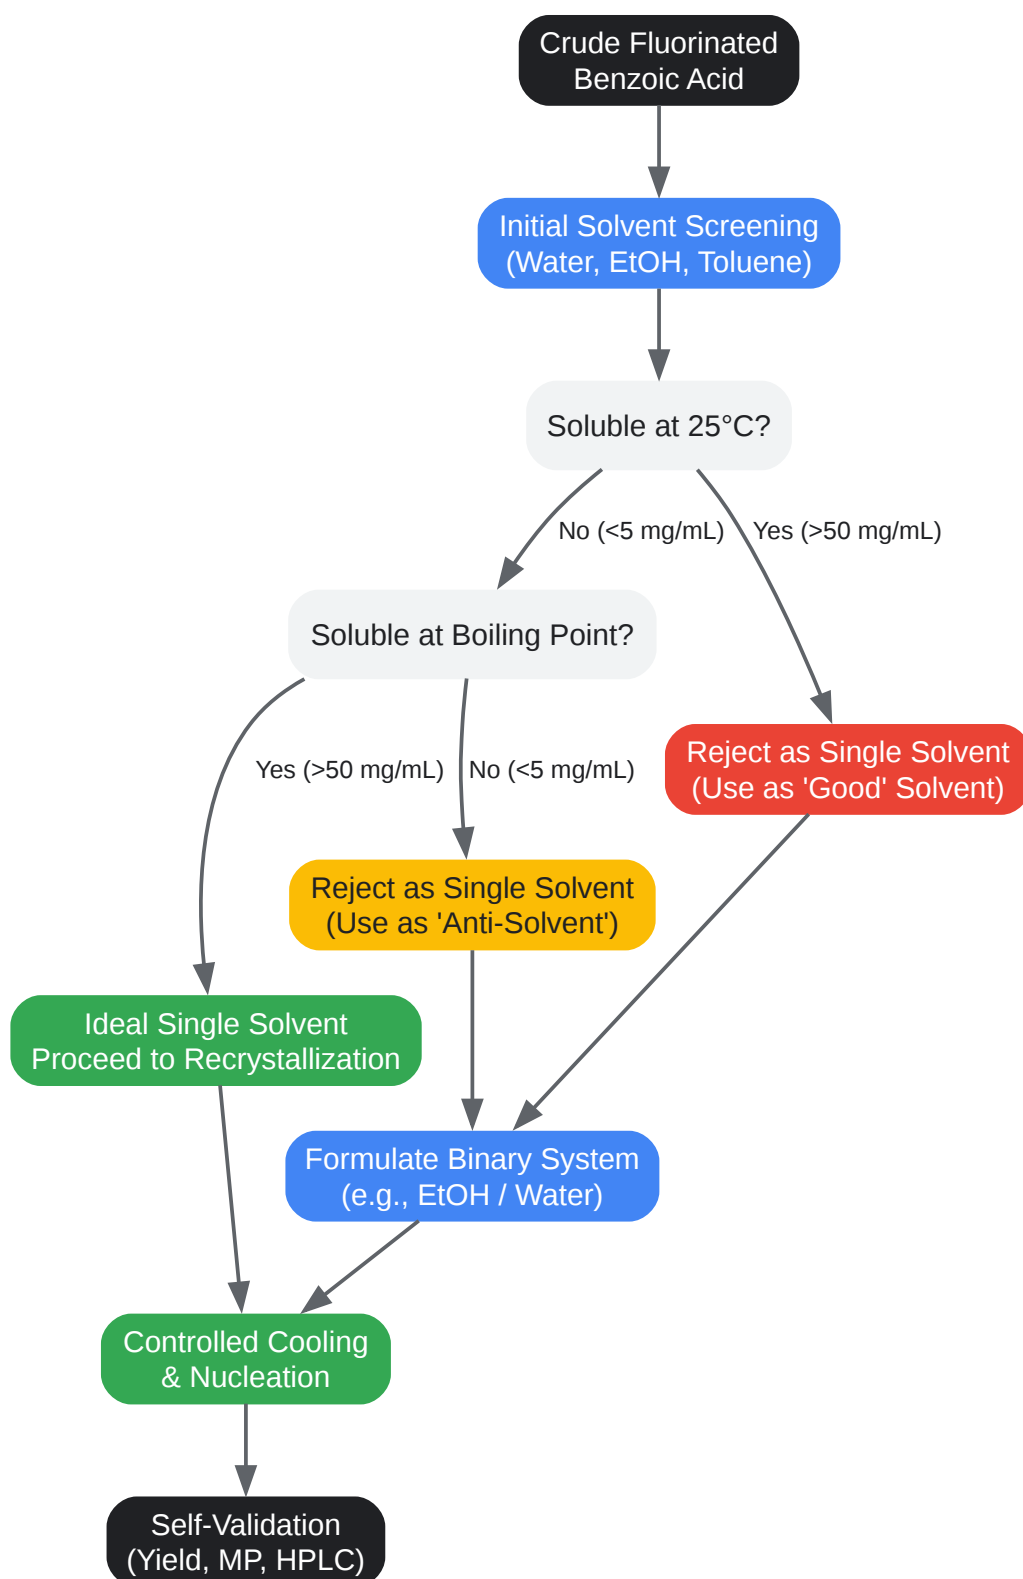 Crude Fluorinated
Benzoic Acid
Initial Solvent Screening
(Water, EtOH, Toluene)
Soluble at 25°C?
No (<5 mg/mL)
Yes (>50 mg/mL)
Soluble at Boiling Point?
Yes (>50 mg/mL)
No (<5 mg/mL)
Reject as Single Solvent
(Use as 'Good' Solvent)
Reject as Single Solvent
(Use as 'Anti-Solvent')
Ideal Single Solvent
Proceed to Recrystallization
Formulate Binary System
(e.g., EtOH / Water)
Controlled Cooling
& Nucleation
Self-Validation
(Yield, MP, HPLC)